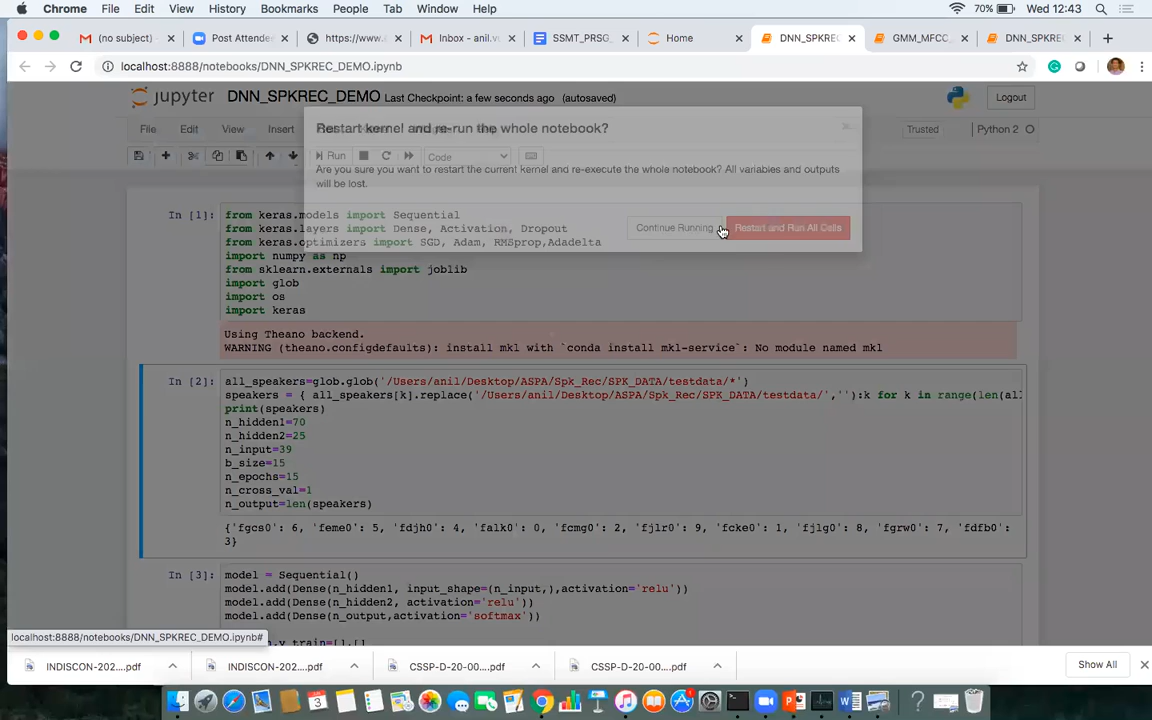 Chrome File Edit View History Bookmarks People Tab Window Help 70% Wed 12:43
(no subject) Post Attende https://www. Inbox - anil.vu SSMT_PRSG_ Home DNN_SPKRE GMM_MFCC_ DNN_SPKRE
localhost:8888/notebooks/DNN_SPKREC_DEMO.ipynb
jupyter DNN_SPKREC_DEMO Last Checkpoint: a few seconds ago (autosaved) Logout
File Edit View Insert Trusted Python 2
Restart kernel and re-run the whole notebook?
Run Code
Are you sure you want to restart the current kernel and re-execute the whole notebook? All variables and outputs
will be lost.
Continue Running Restart and Run All Cells
In [1]: from keras.models import Sequential
from keras.layers import Dense, Activation, Dropout
from keras.optimizers import SGD, Adam, RMSprop,Adadelta
import numpy as np
from sklearn.externals import joblib
import glob
import os
import keras
Using Theano backend.
WARNING (theano.configdefaults): install mkl with `conda install mkl-service`: No module named mkl
In [2]: all_speakers=glob.glob('/Users/anil/Desktop/ASPA/Spk_Rec/SPK_DATA/testdata/*')
speakers = { all_speakers[k].replace('/Users/anil/Desktop/ASPA/Spk_Rec/SPK_DATA/testdata/',''):k for k in range(len(all
print(speakers)
n_hidden1=70
n_hidden2=25
n_input=39
b_size=15
n_epochs=15
n_cross_val=1
n_output=len(speakers)
{'fgcs0': 6, 'feme0': 5, 'fdjh0': 4, 'falk0': 0, 'fcmg0': 2, 'fjlr0': 9, 'fcke0': 1, 'fjlg0': 8, 'fgrw0': 7, 'fdfb0':
3}
In [3]: model = Sequential()
model.add(Dense(n_hidden1, input_shape=(n_input,),activation='relu'))
model.add(Dense(n_hidden2, activation='relu'))
model.add(Dense(n_output,activation='softmax'))
localhost:8888/notebooks/DNN_SPKREC_DEMO.ipynb#
INDISCON-202....pdf INDISCON-202....pdf CSSP-D-20-00....pdf CSSP-D-20-00....pdf Show All